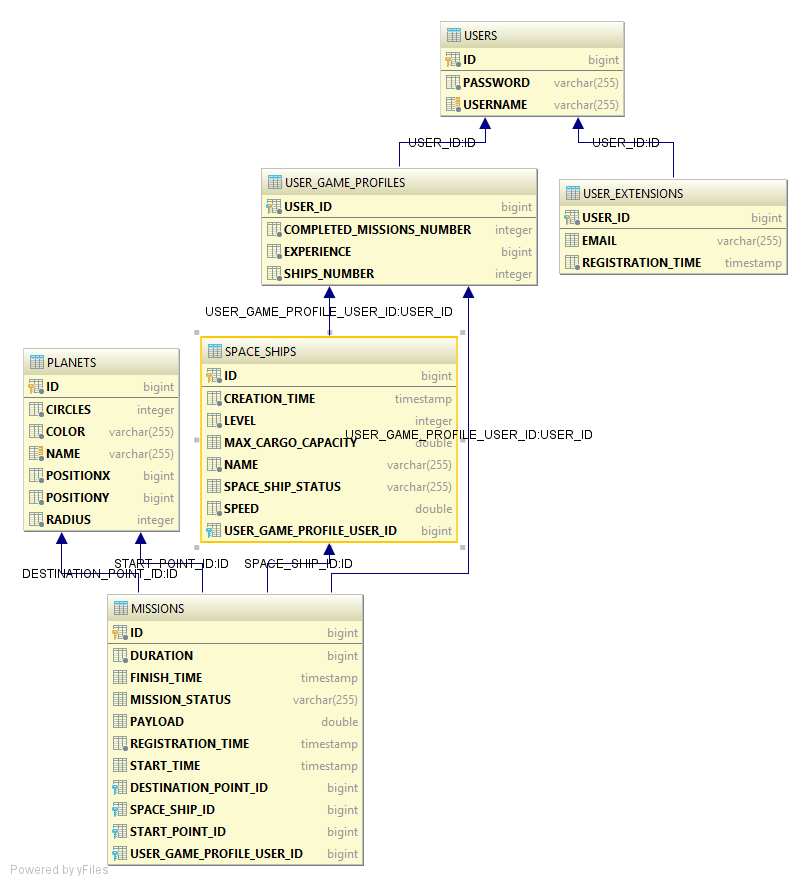 USERS
ID bigint
PASSWORD varchar(255)
USERNAME varchar(255)
USER_ID:ID
USER_ID:ID
USER_GAME_PROFILES
USER_ID bigint
COMPLETED_MISSIONS_NUMBER integer
EXPERIENCE bigint
SHIPS_NUMBER integer
USER_EXTENSIONS
USER_ID bigint
EMAIL varchar(255)
REGISTRATION_TIME timestamp
USER_GAME_PROFILE_USER_ID:USER_ID
PLANETS
ID bigint
CIRCLES integer
COLOR varchar(255)
NAME varchar(255)
POSITIONX bigint
POSITIONY bigint
RADIUS integer
SPACE_SHIPS
ID bigint
CREATION_TIME timestamp
LEVEL integer
MAX_CARGO_CAPACITY double
NAME varchar(255)
SPACE_SHIP_STATUS varchar(255)
SPEED double
USER_GAME_PROFILE_USER_ID bigint
USER_GAME_PROFILE_USER_ID:USER_ID
START_POINT_ID:ID
DESTINATION_POINT_ID:ID
SPACE_SHIP_ID:ID
MISSIONS
ID bigint
DURATION bigint
FINISH_TIME timestamp
MISSION_STATUS varchar(255)
PAYLOAD double
REGISTRATION_TIME timestamp
START_TIME timestamp
DESTINATION_POINT_ID bigint
SPACE_SHIP_ID bigint
START_POINT_ID bigint
USER_GAME_PROFILE_USER_ID bigint
Powered by yFiles